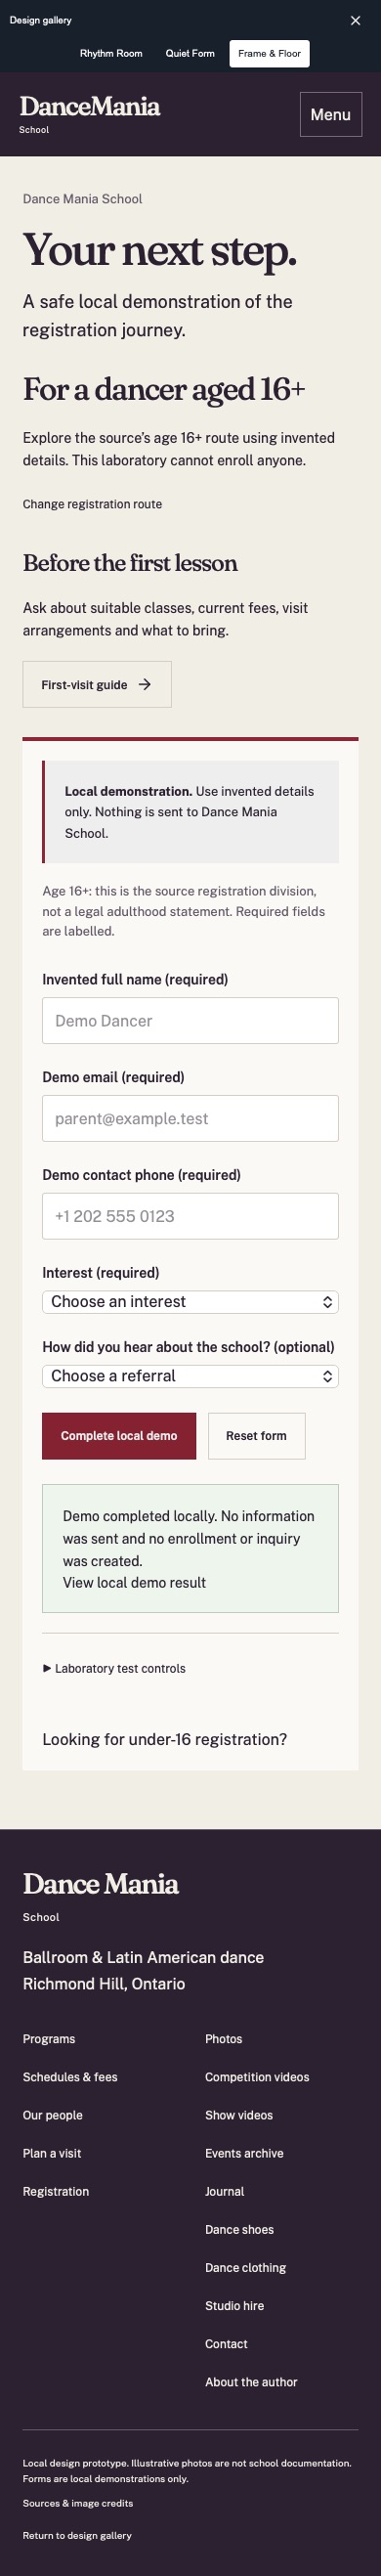 Design gallery
Rhythm Room
Quiet Form
Frame & Floor
DanceMania
School
Menu
Dance Mania School
Your next step.
A safe local demonstration of the
registration journey.
For a dancer aged 16+
Explore the source's age 16+ route using invented
details. This laboratory cannot enroll anyone.
Change registration route
Before the first lesson
Ask about suitable classes, current fees, visit
arrangements and what to bring.
First-visit guide
Local demonstration. Use invented details
only. Nothing is sent to Dance Mania
School.
Age 16+: this is the source registration division,
not a legal adulthood statement. Required fields
are labelled.
Invented full name (required)
Demo Dancer
Demo email (required)
parent@example.test
Demo contact phone (required)
+1 202 555 0123
Interest (required)
Choose an interest
How did you hear about the school? (optional)
Choose a referral
Complete local demo
Reset form
Demo completed locally. No information
was sent and no enrollment or inquiry
was created.
View local demo result
Laboratory test controls
Looking for under-16 registration?
Dance Mania
School
Ballroom & Latin American dance
Richmond Hill, Ontario
Programs
Schedules & fees
Our people
Plan a visit
Registration
Photos
Competition videos
Show videos
Events archive
Journal
Dance shoes
Dance clothing
Studio hire
Contact
About the author
Local design prototype. Illustrative photos are not school documentation.
Forms are local demonstrations only.
Sources & image credits
Return to design gallery